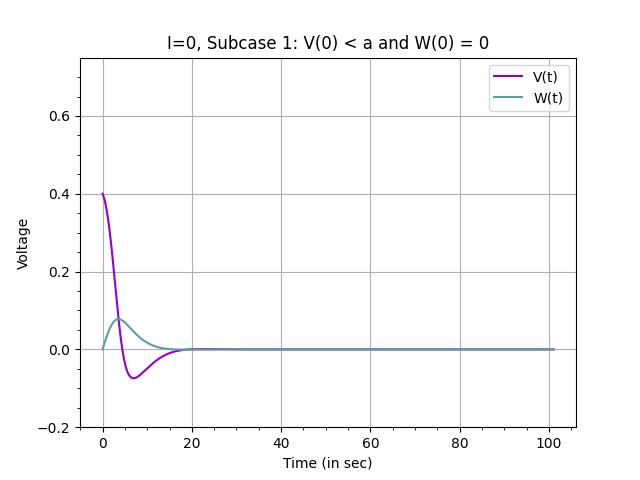 I=0, Subcase 1: V(0) < a and W(0) = 0
V(t)
W(t)
Voltage
0.6
0.4
0.2
0.0
−0.2
0 20 40 60 80 100
Time (in sec)